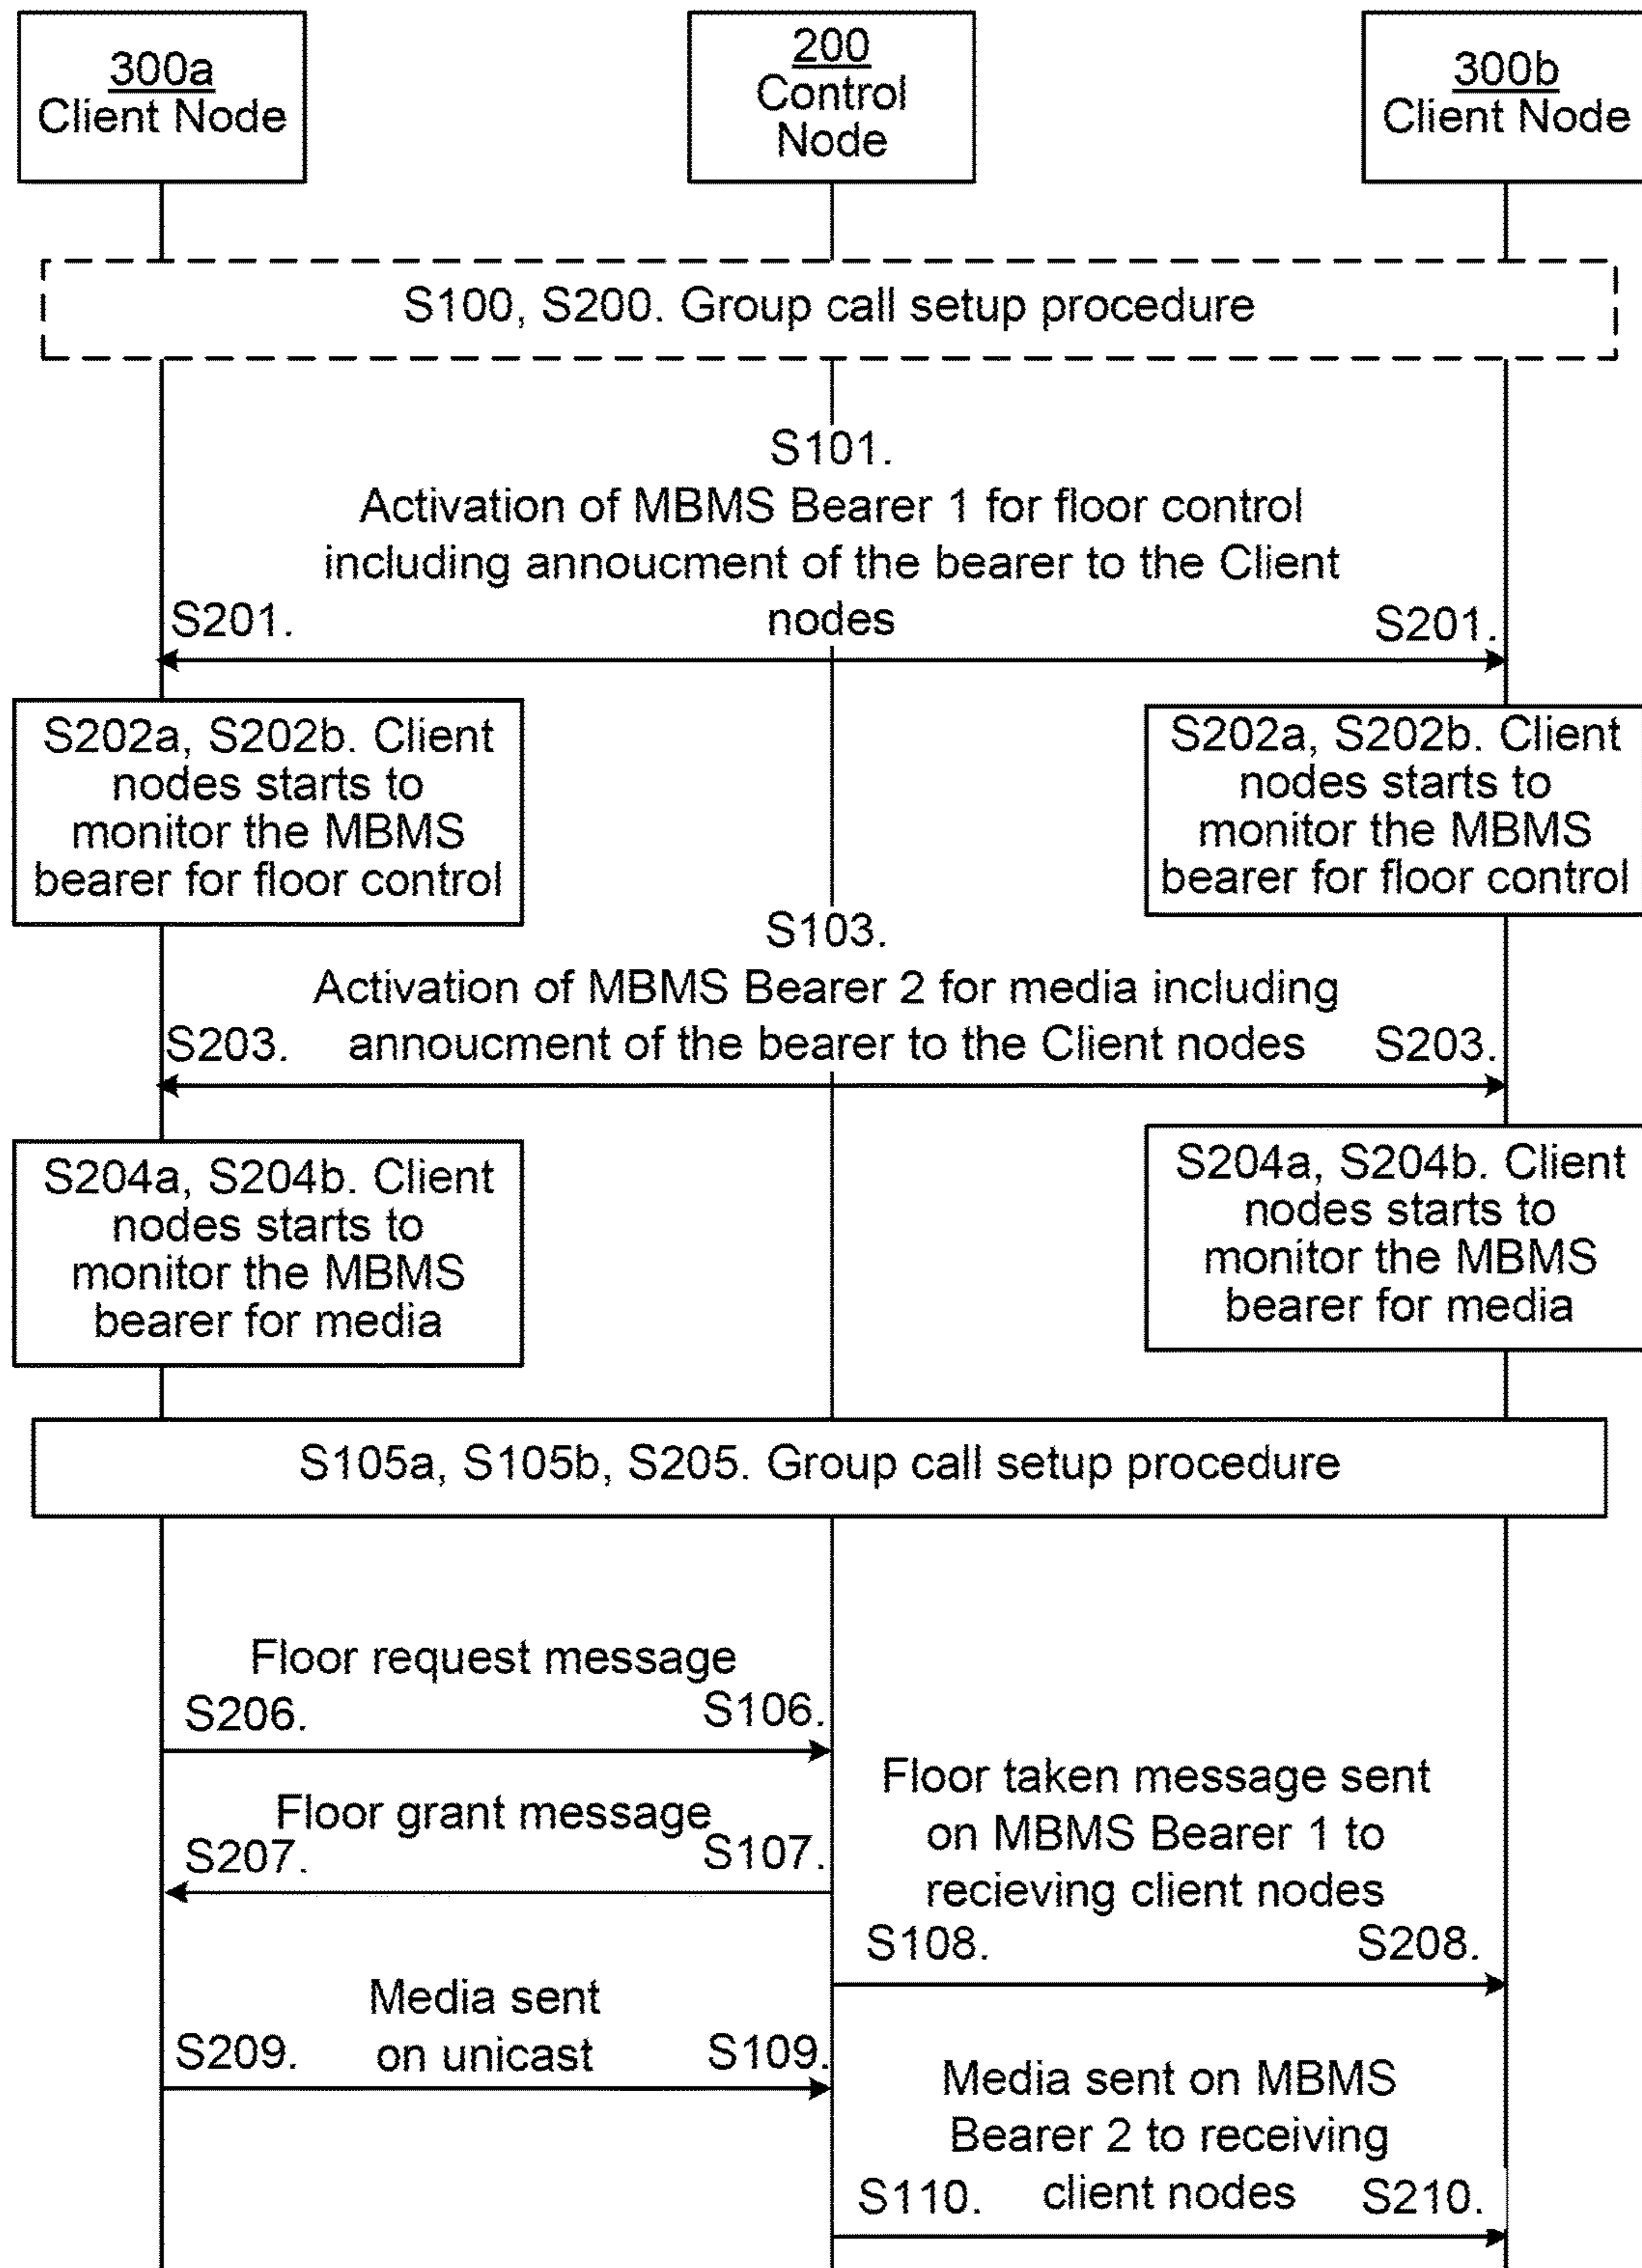 300a
Client Node
200
Control
Node
300b
Client Node
S100, S200. Group call setup procedure
S101.
Activation of MBMS Bearer 1 for floor control
including annoucment of the bearer to the Client
nodes
S201.
S201.
S202a, S202b. Client
nodes starts to
monitor the MBMS
bearer for floor control
S202a, S202b. Client
nodes starts to
monitor the MBMS
bearer for floor control
S103.
Activation of MBMS Bearer 2 for media including
annoucment of the bearer to the Client nodes
S203.
S203.
S204a, S204b. Client
nodes starts to
monitor the MBMS
bearer for media
S204a, S204b. Client
nodes starts to
monitor the MBMS
bearer for media
S105a, S105b, S205. Group call setup procedure
Floor request message
S206.
S106.
Floor grant message
S207.
S107.
Floor taken message sent
on MBMS Bearer 1 to
recieving client nodes
S108.
S208.
Media sent
on unicast
S209.
S109.
Media sent on MBMS
Bearer 2 to receiving
client nodes
S110.
S210.